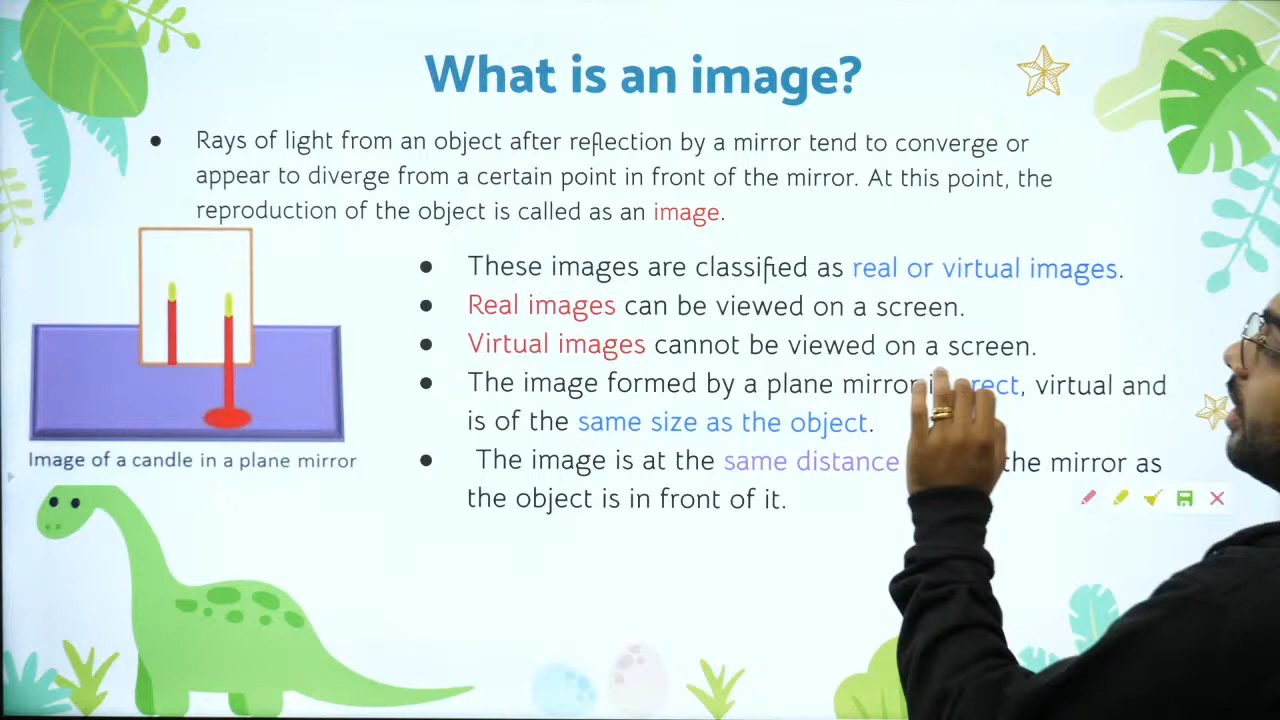 What is an image?
• Rays of light from an object after reflection by a mirror tend to converge or
appear to diverge from a certain point in front of the mirror. At this point, the
reproduction of the object is called as an image.
• These images are classified as real or virtual images.
• Real images can be viewed on a screen.
• Virtual images cannot be viewed on a screen.
• The image formed by a plane mirror rect, virtual and
is of the same size as the object.
• The image is at the same distance the mirror as
the object is in front of it.
Image of a candle in a plane mirror